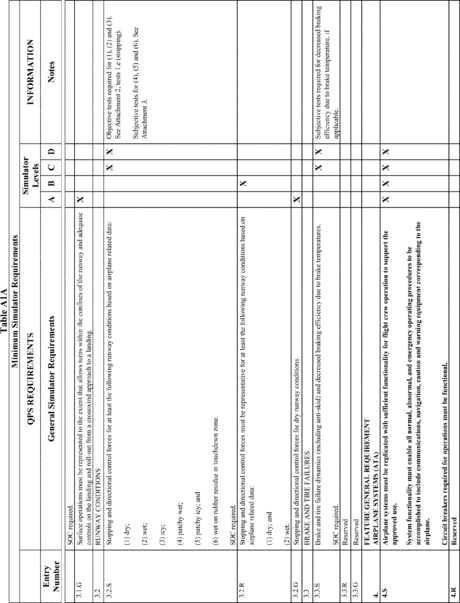 Table A1A
Minimum Simulator Requirements
QPS REQUIREMENTS
Simulator
Levels
INFORMATION
Entry
Number
General Simulator Requirements
A B C D
Notes
SOC required.
3.1.G
Surface operations must be represented to the extent that allows turns within the confines of the runway and adequate
controls on the landing and roll-out from a crosswind approach to a landing.
X
3.2
RUNWAY CONDITIONS
3.2.S
Stopping and directional control forces for at least the following runway conditions based on airplane related data:
(1) dry;
(2) wet;
(3) icy;
(4) patchy wet;
(5) patchy icy; and
(6) wet on rubber residue in touchdown zone.
SOC required.
X X
Objective tests required for (1), (2) and (3).
See Attachment 2, tests 1.e (stopping).
Subjective tests for (4), (5) and (6). See
Attachment 3.
3.2.R
Stopping and directional control forces must be representative for at least the following runway conditions based on
airplane related data:
(1) dry; and
(2) wet.
X
3.2.G
Stopping and directional control forces for dry runway conditions.
X
3.3
BRAKE AND TIRE FAILURES
3.3.S
Brake and tire failure dynamics (including anti-skid) and decreased braking efficiency due to brake temperatures.
SOC required.
X X
Subjective tests required for decreased braking
efficiency due to brake temperature, if
applicable.
3.3.R
Reserved
3.3.G
Reserved
FEATURE GENERAL REQUIREMENT
4.
AIRPLANE SYSTEMS (ATA)
4.S
Airplane systems must be replicated with sufficient functionality for flight crew operation to support the
approved use.
System functionality must enable all normal, abnormal, and emergency operating procedures to be
accomplished to include communications, navigation, caution and warning equipment corresponding to the
airplane.
Circuit breakers required for operations must be functional.
X X X X
4.R
Reserved